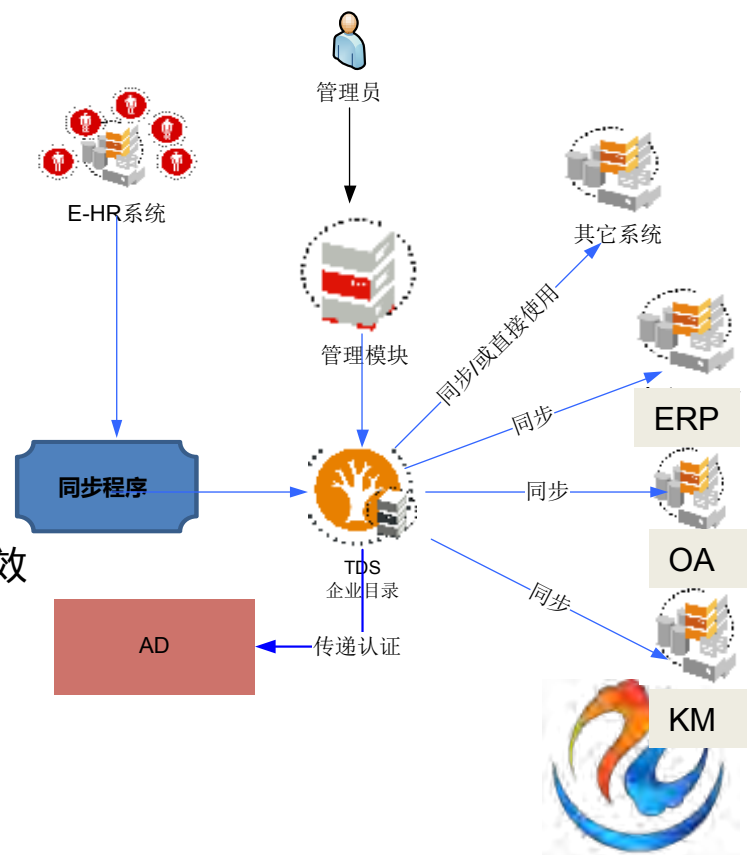 管理员
E-HR系统
其它系统
管理模块
同步/或直接使用
同步
ERP
同步程序
同步
OA
效
TDS
企业目录
同步
AD
传递认证
KM